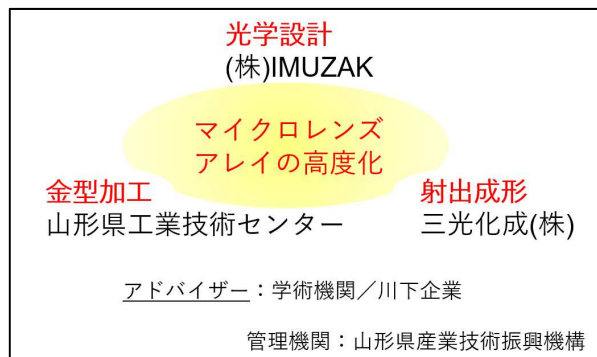 光学設計
(株)IMUZAK
マイクロレンズ
アレイの高度化
金型加工
山形県工業技術センター
射出成形
三光化成(株)
アドバイザー：学術機関／川下企業
管理機関：山形県産業技術振興機構